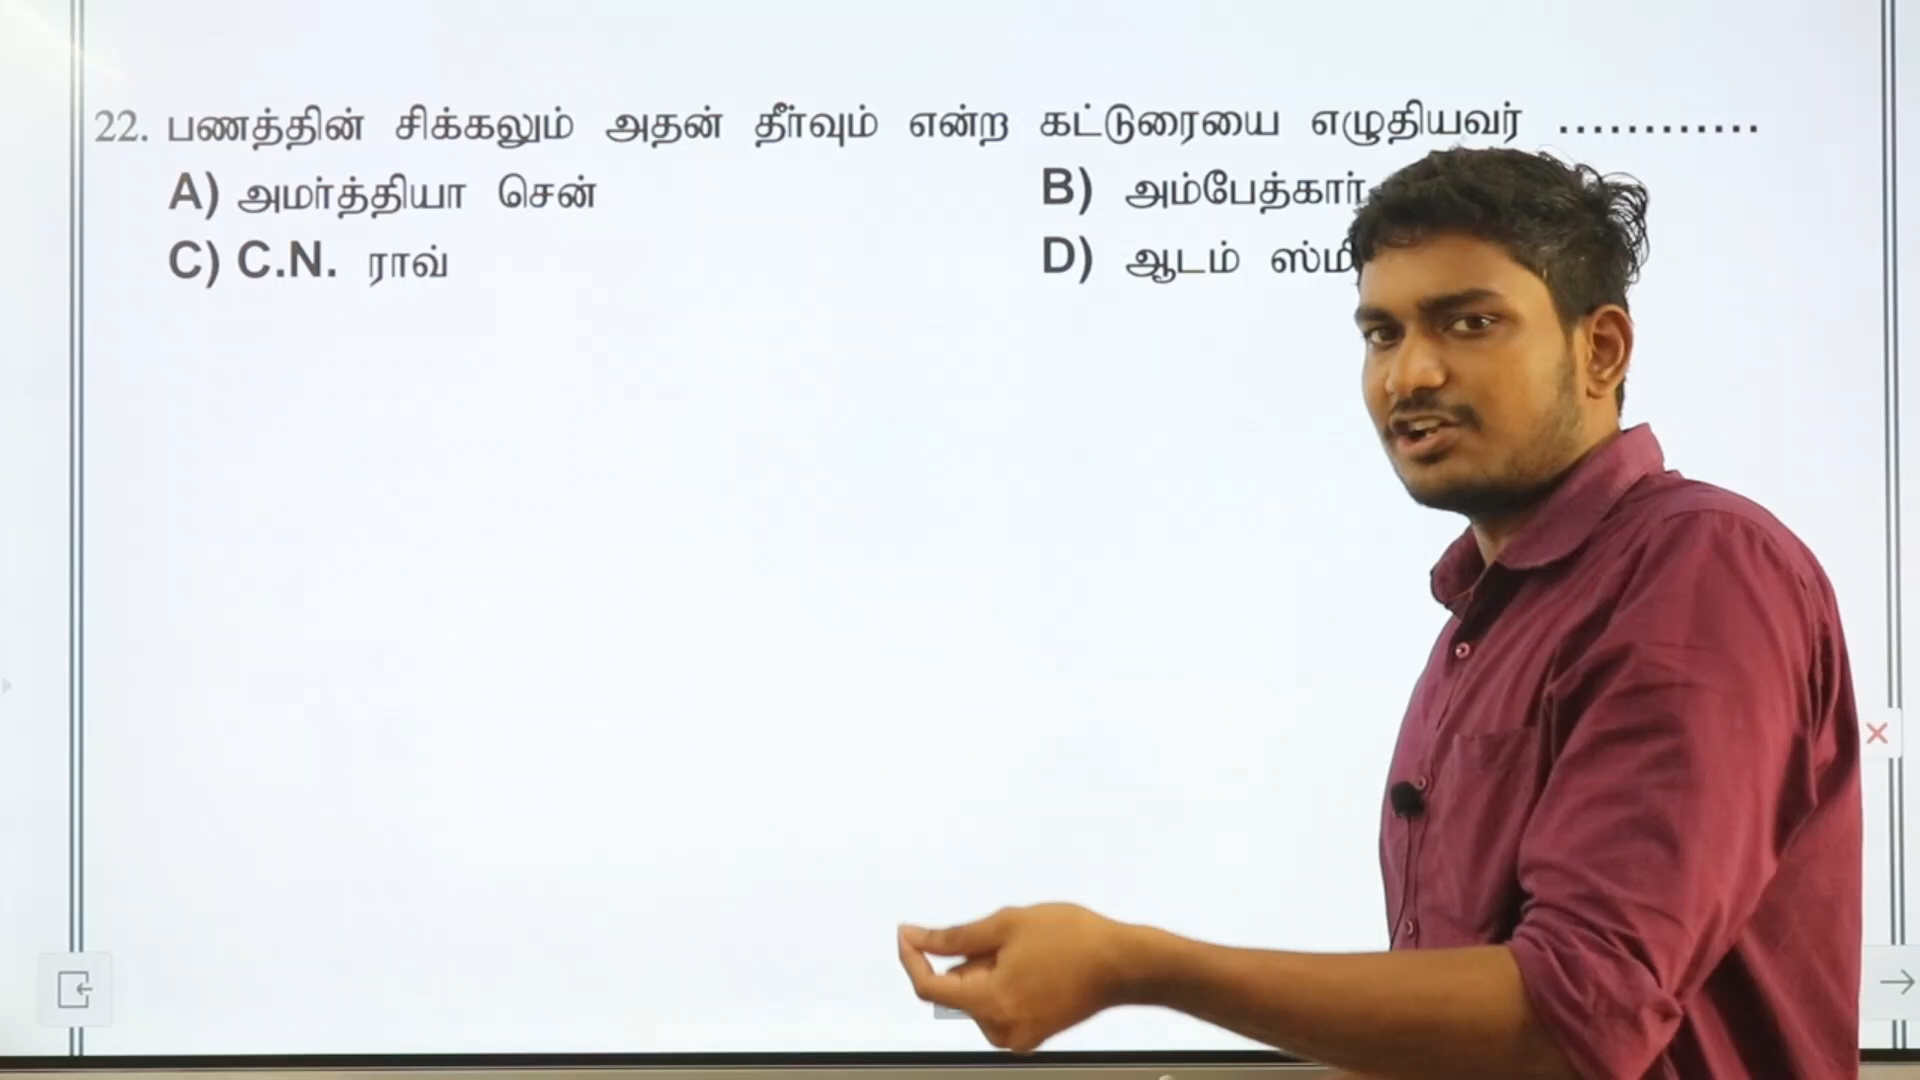 22. பணத்தின் சிக்கலும் அதன் தீர்வும் என்ற கட்டுரையை எழுதியவர் ............
A) அமர்த்தியா சென் B) அம்பேத்கார்
C) C.N. ராவ் D) ஆடம்